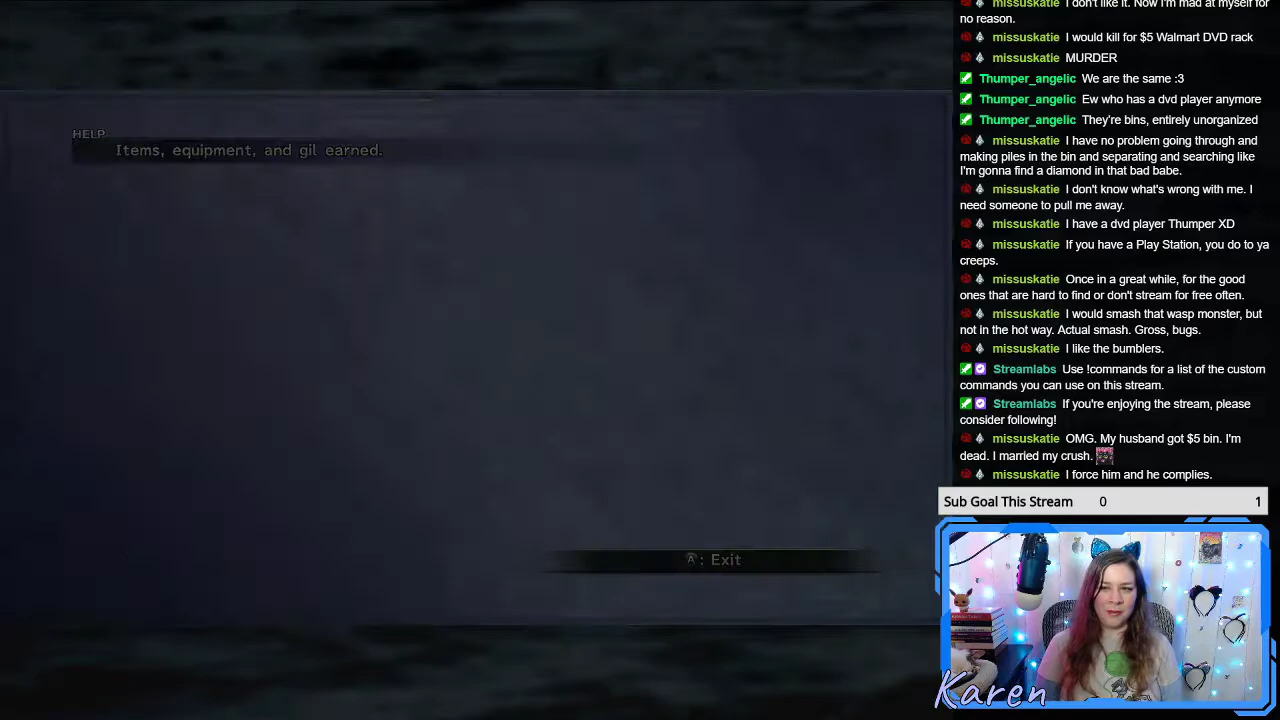 HELP
Items, equipment, and gil earned.
A: Exit
missuskatie I don't like it. Now I'm mad at myself for
no reason.
missuskatie I would kill for $5 Walmart DVD rack
missuskatie MURDER
Thumper_angelic We are the same :3
Thumper_angelic Ew who has a dvd player anymore
Thumper_angelic They're bins, entirely unorganized
missuskatie I have no problem going through and
making piles in the bin and separating and searching like
I'm gonna find a diamond in that bad babe.
missuskatie I don't know what's wrong with me. I
need someone to pull me away.
missuskatie I have a dvd player Thumper XD
missuskatie If you have a Play Station, you do to ya
creeps.
missuskatie Once in a great while, for the good
ones that are hard to find or don't stream for free often.
missuskatie I would smash that wasp monster, but
not in the hot way. Actual smash. Gross, bugs.
missuskatie I like the bumblers.
Streamlabs Use !commands for a list of the custom
commands you can use on this stream.
Streamlabs If you're enjoying the stream, please
consider following!
missuskatie OMG. My husband got $5 bin. I'm
dead. I married my crush.
missuskatie I force him and he complies.
Sub Goal This Stream 0 1
Karen